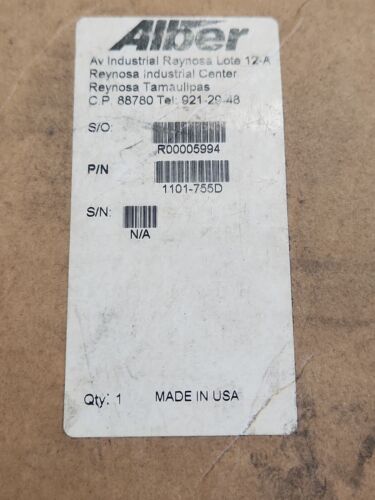 Alber
Av Industrial Reynosa Lote 12-A
Reynosa Industrial Center
Reynosa Tamaulipas
C.P. 88780 Tel: 921-29-48
S/O:
R00005994
P/N
1101-755D
S/N:
N/A
Qty: 1 MADE IN USA